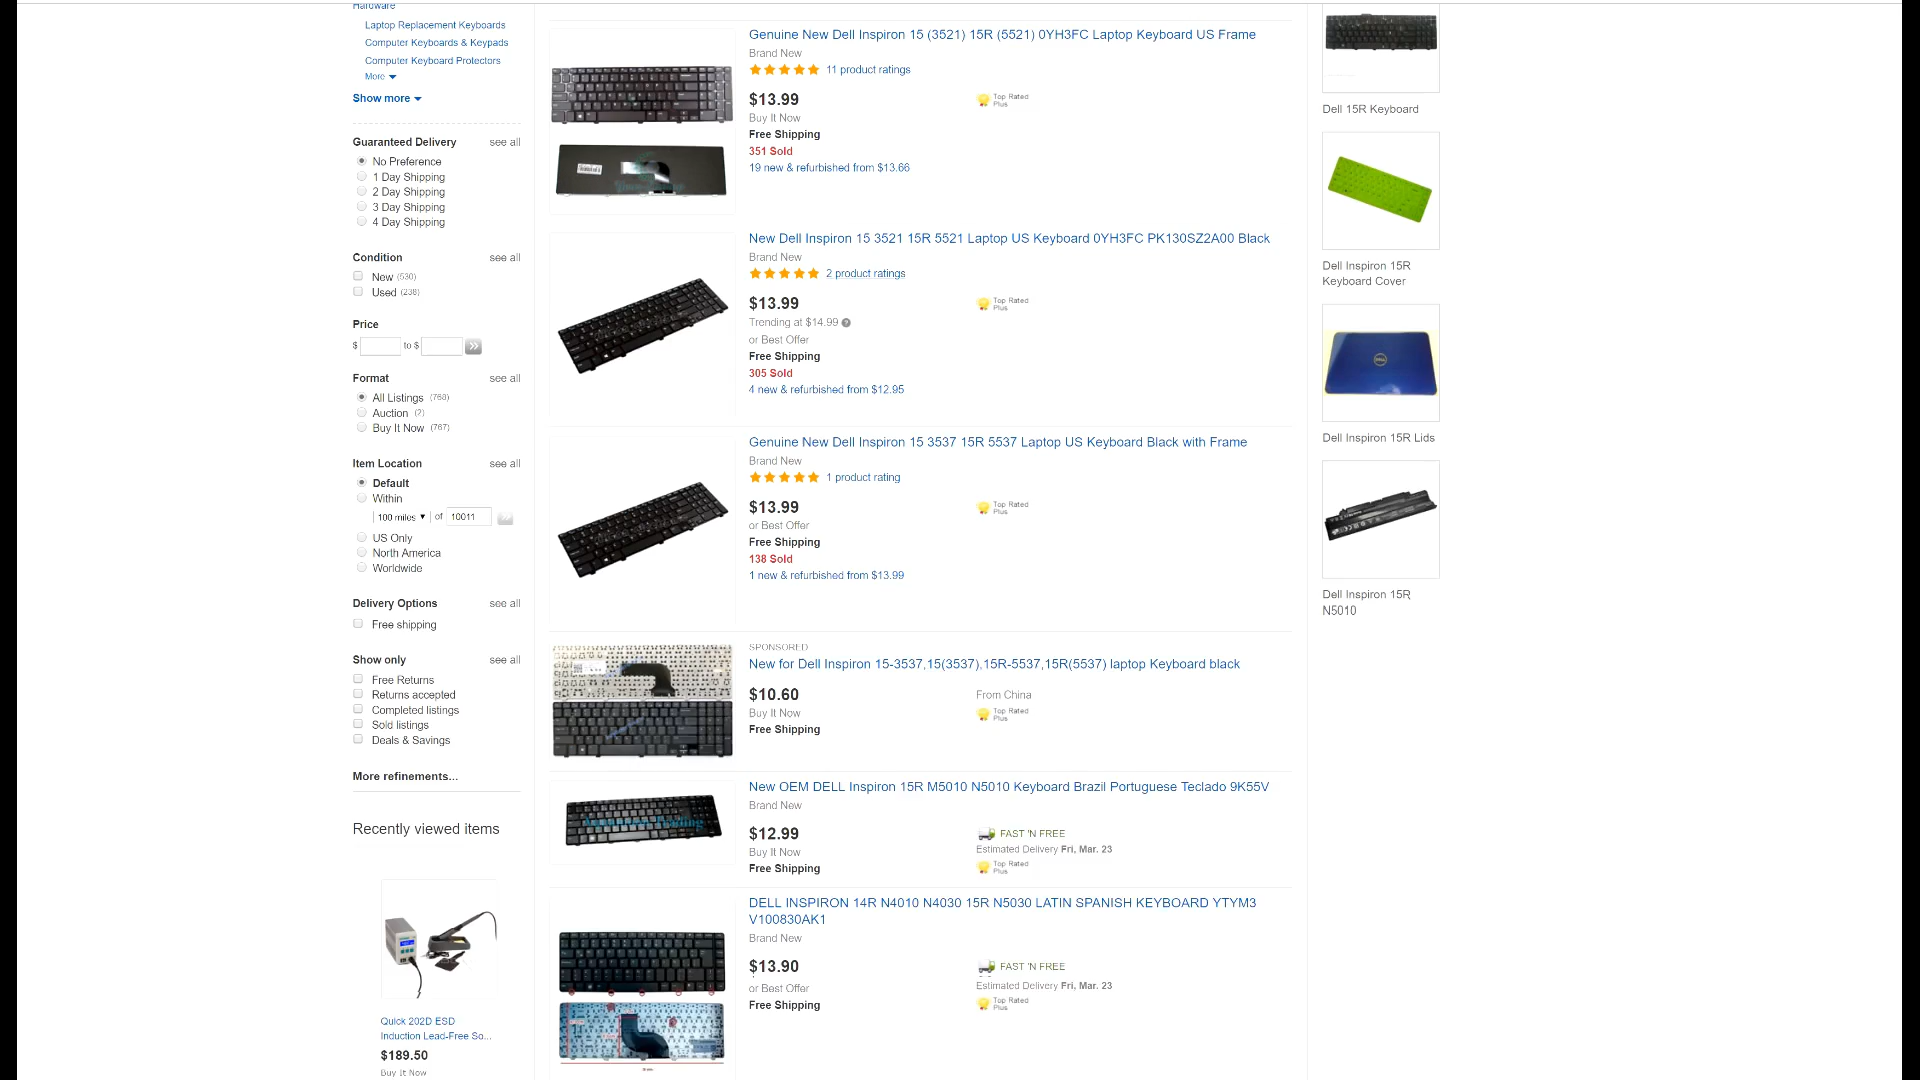 Hardware
Laptop Replacement Keyboards
Computer Keyboards & Keypads
Computer Keyboard Protectors
More
Show more
Guaranteed Delivery see all
No Preference
1 Day Shipping
2 Day Shipping
3 Day Shipping
4 Day Shipping
Condition see all
New (530)
Used (238)
Price
$ to $
Format see all
All Listings (768)
Auction (2)
Buy It Now (767)
Item Location see all
Default
Within
100 miles of 10011
US Only
North America
Worldwide
Delivery Options see all
Free shipping
Show only see all
Free Returns
Returns accepted
Completed listings
Sold listings
Deals & Savings
More refinements...
Recently viewed items
Quick 202D ESD
Induction Lead-Free So...
$189.50
Buy It Now
Genuine New Dell Inspiron 15 (3521) 15R (5521) 0YH3FC Laptop Keyboard US Frame
Brand New
11 product ratings
$13.99
Top Rated
Plus
Buy It Now
Free Shipping
351 Sold
19 new & refurbished from $13.66
New Dell Inspiron 15 3521 15R 5521 Laptop US Keyboard 0YH3FC PK130SZ2A00 Black
Brand New
2 product ratings
$13.99
Top Rated
Plus
Trending at $14.99
or Best Offer
Free Shipping
305 Sold
4 new & refurbished from $12.95
Genuine New Dell Inspiron 15 3537 15R 5537 Laptop US Keyboard Black with Frame
Brand New
1 product rating
$13.99
Top Rated
Plus
or Best Offer
Free Shipping
138 Sold
1 new & refurbished from $13.99
SPONSORED
New for Dell Inspiron 15-3537,15(3537),15R-5537,15R(5537) laptop Keyboard black
$10.60
From China
Buy It Now
Top Rated
Plus
Free Shipping
New OEM DELL Inspiron 15R M5010 N5010 Keyboard Brazil Portuguese Teclado 9K55V
Brand New
$12.99
FAST 'N FREE
Buy It Now
Estimated Delivery Fri, Mar. 23
Free Shipping
Top Rated
Plus
DELL INSPIRON 14R N4010 N4030 15R N5030 LATIN SPANISH KEYBOARD YTYM3
V100830AK1
Brand New
$13.90
FAST 'N FREE
or Best Offer
Estimated Delivery Fri, Mar. 23
Free Shipping
Top Rated
Plus
Dell 15R Keyboard
Dell Inspiron 15R
Keyboard Cover
DELL
Dell Inspiron 15R Lids
Dell Inspiron 15R
N5010